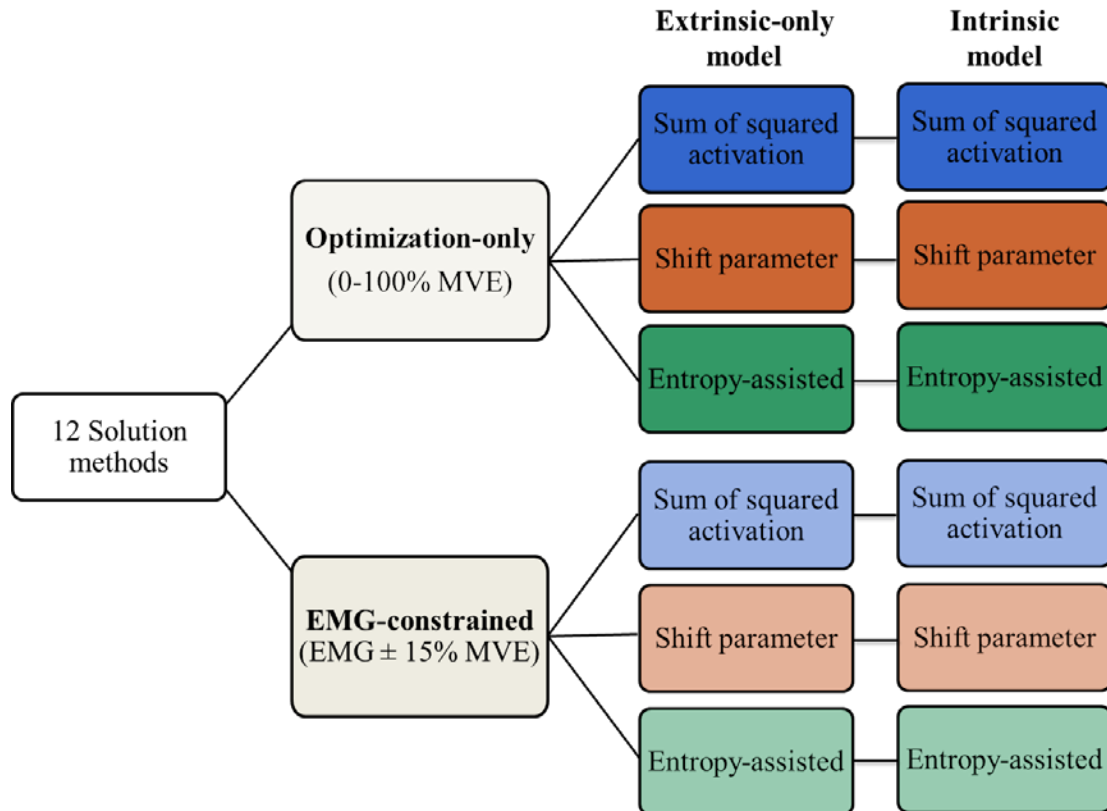 Extrinsic-only
model
Intrinsic
model
12 Solution
methods
Optimization-only
(0-100% MVE)
Sum of squared
activation
Sum of squared
activation
Shift parameter
Shift parameter
Entropy-assisted
Entropy-assisted
EMG-constrained
(EMG ± 15% MVE)
Sum of squared
activation
Sum of squared
activation
Shift parameter
Shift parameter
Entropy-assisted
Entropy-assisted